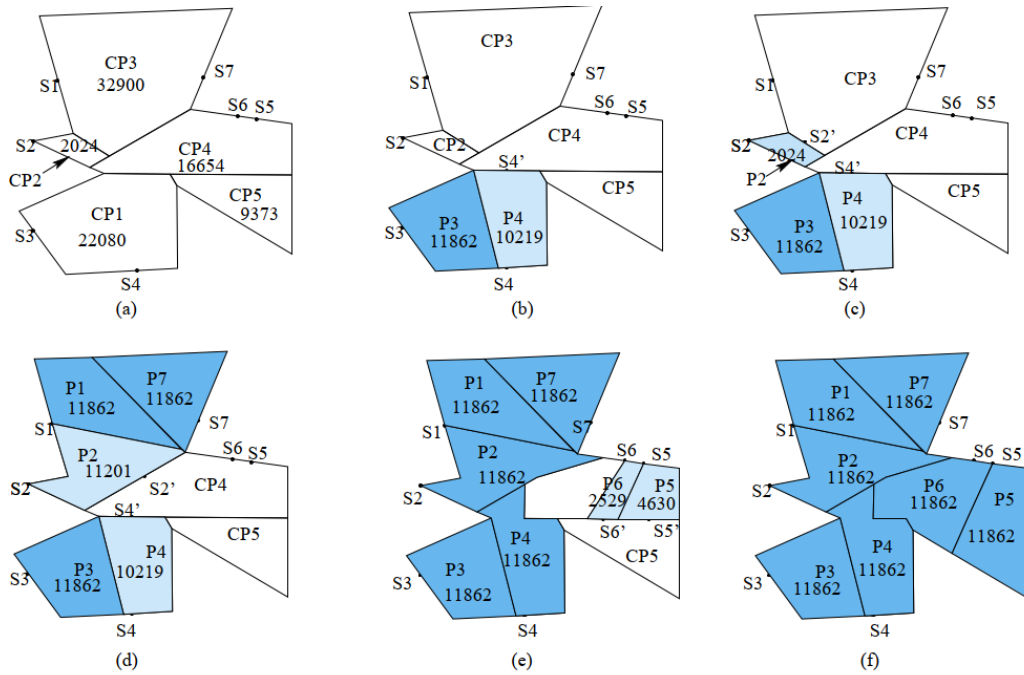 CP3
32900
S1
S7
S6 S5
S2
2024
CP4
16654
CP2
CP5
9373
CP1
22080
S3
S4
(a)
CP3
S1
S7
S6 S5
CP4
S2
CP2
S4'
CP5
P3
11862
P4
10219
S3
S4
(b)
CP3
S1
S7
S6 S5
S2'
CP4
S2
2024
P2
S4'
CP5
P3
11862
P4
10219
S3
S4
(c)
P1
11862
P7
11862
S1
S7
P2
11201
S6 S5
S2
S2'
CP4
S4'
CP5
P3
11862
P4
10219
S3
S4
(d)
P1
11862
P7
11862
S1
S7
P2
11862
S6 S5
S2
P6
2529
P5
4630
S6' S5'
CP5
P4
11862
P3
11862
S3
S4
(e)
P1
11862
P7
11862
S1
S7
P2
11862
S6 S5
S2
P6
11862
P5
11862
P4
11862
P3
11862
S3
S4
(f)